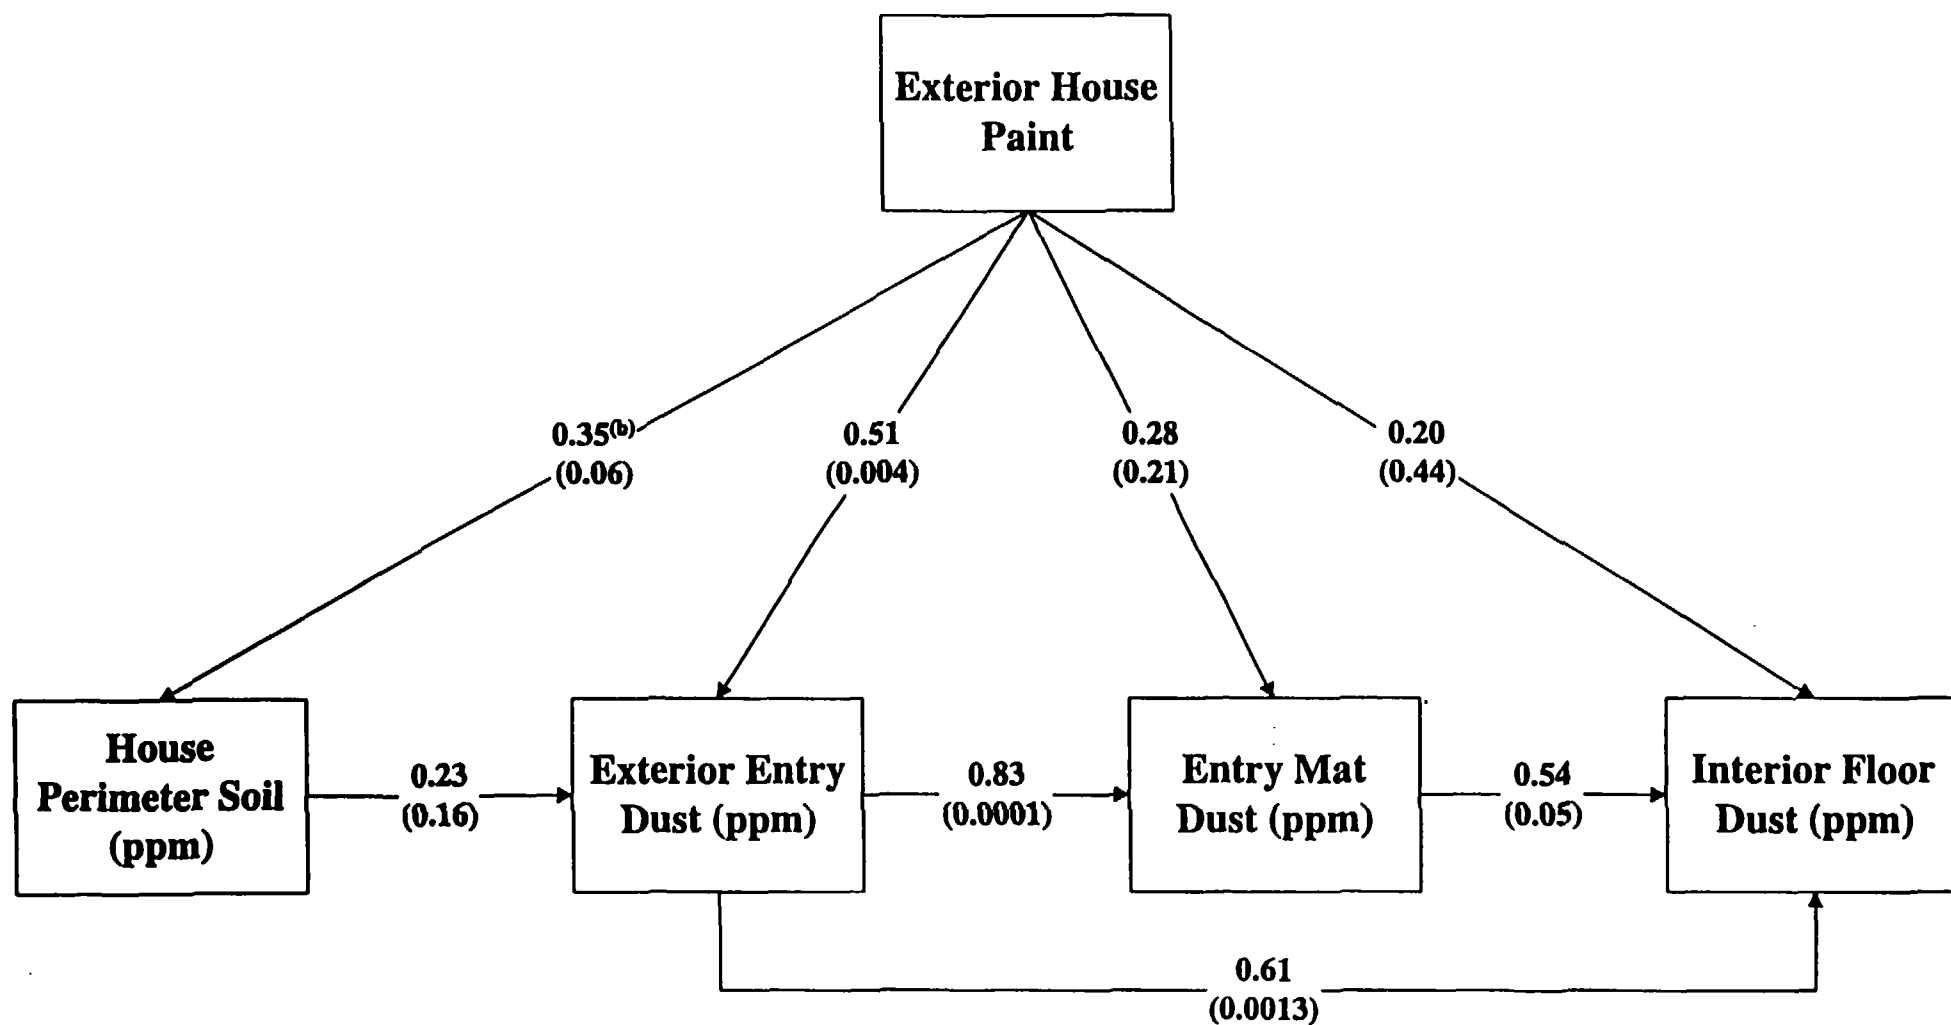 Exterior House
Paint
0.35(b)
(0.06)
0.51
(0.004)
0.28
(0.21)
0.20
(0.44)
House
Perimeter Soil
(ppm)
0.23
(0.16)
Exterior Entry
Dust (ppm)
0.83
(0.0001)
Entry Mat
Dust (ppm)
0.54
(0.05)
Interior Floor
Dust (ppm)
0.61
(0.0013)